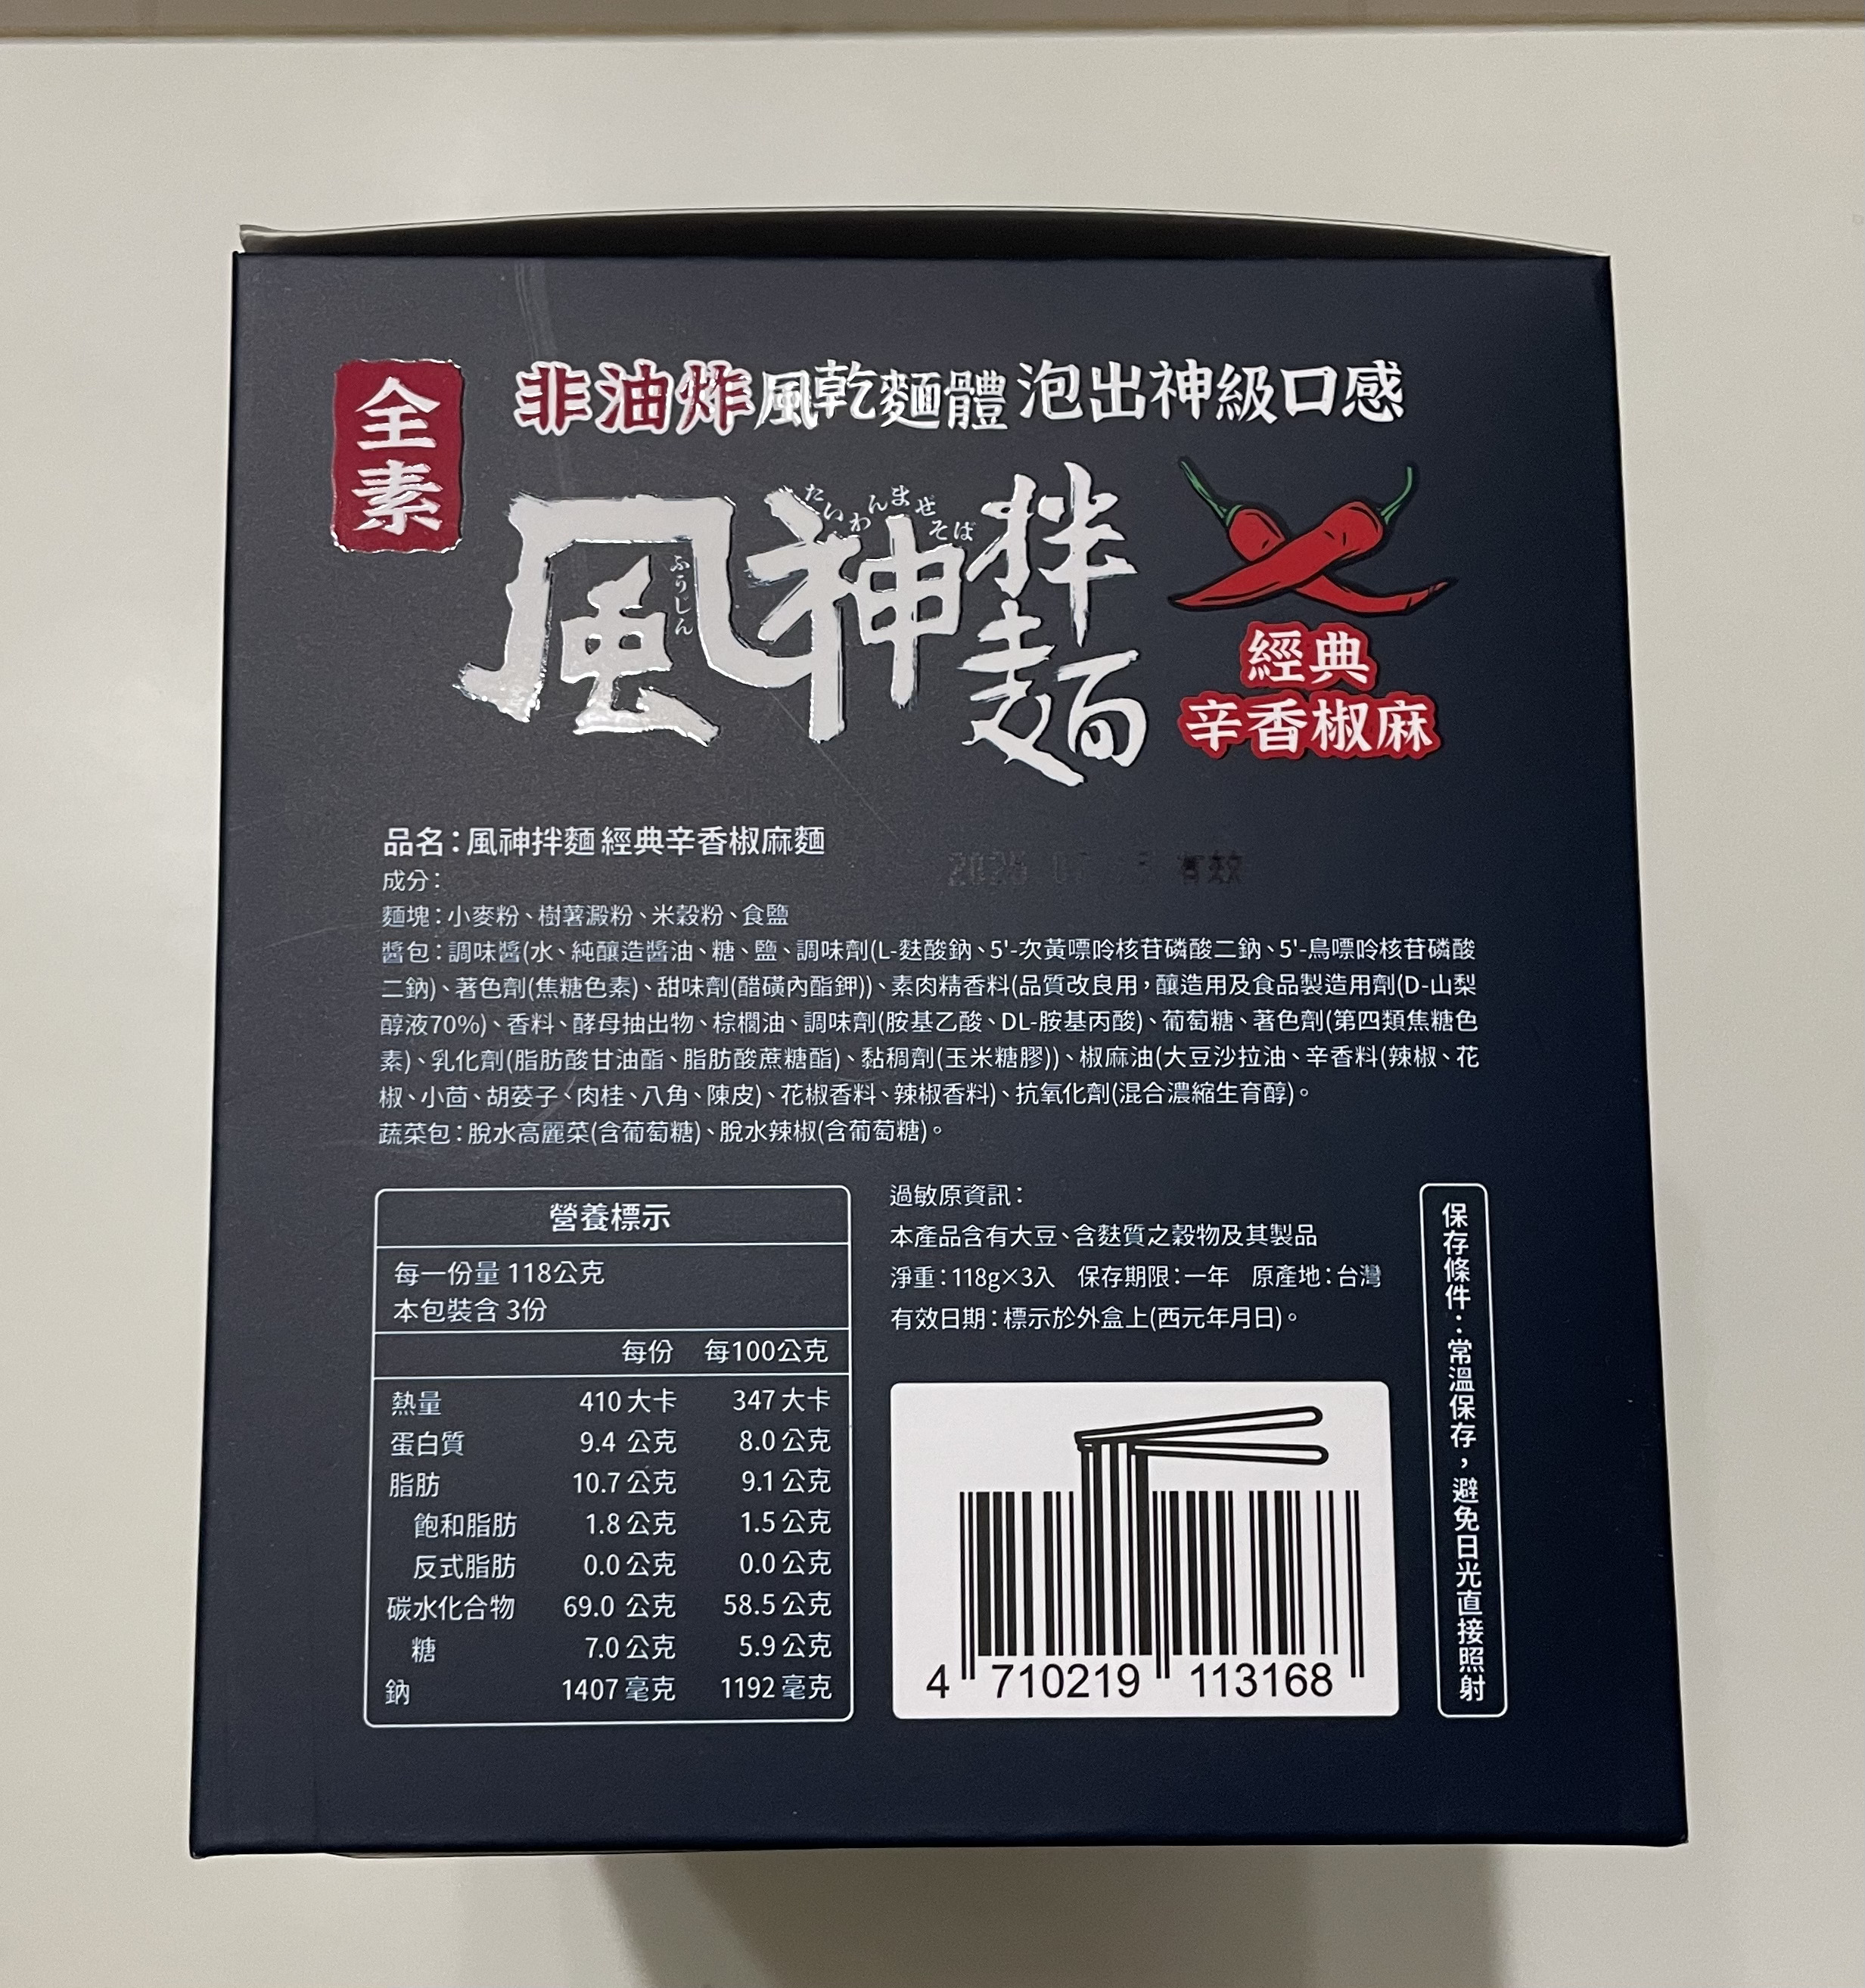 全素
非油炸風乾麵體 泡出神級口感
風神拌麵
ふうじん
たいわんまぜそば
經典
辛香椒麻
品名：風神拌麵 經典辛香椒麻麵
成分：
麵塊：小麥粉、樹薯澱粉、米穀粉、食鹽
醬包：調味醬(水、純釀造醬油、糖、鹽、調味劑(L-麩酸鈉、5'-次黃嘌呤核苷磷酸二鈉、5'-鳥嘌呤核苷磷酸
二鈉)、著色劑(焦糖色素)、甜味劑(醋磺內酯鉀))、素肉精香料(品質改良用，釀造用及食品製造用劑(D-山梨
醇液70%)、香料、酵母抽出物、棕櫚油、調味劑(胺基乙酸、DL-胺基丙酸)、葡萄糖、著色劑(第四類焦糖色
素)、乳化劑(脂肪酸甘油酯、脂肪酸蔗糖酯)、黏稠劑(玉米糖膠))、椒麻油(大豆沙拉油、辛香料(辣椒、花
椒、小茴、胡荽子、肉桂、八角、陳皮)、花椒香料、辣椒香料)、抗氧化劑(混合濃縮生育醇)。
蔬菜包：脫水高麗菜(含葡萄糖)、脫水辣椒(含葡萄糖)。
營養標示
每一份量 118公克
本包裝含 3份
每份 每100公克
熱量 410 大卡 347 大卡
蛋白質 9.4 公克 8.0 公克
脂肪 10.7 公克 9.1 公克
飽和脂肪 1.8 公克 1.5 公克
反式脂肪 0.0 公克 0.0 公克
碳水化合物 69.0 公克 58.5 公克
糖 7.0 公克 5.9 公克
鈉 1407 毫克 1192 毫克
過敏原資訊：
本產品含有大豆、含麩質之穀物及其製品
淨重：118g×3入 保存期限：一年 原產地：台灣
有效日期：標示於外盒上(西元年月日)。
4 710219 113168
保存條件：常溫保存，避免日光直接照射